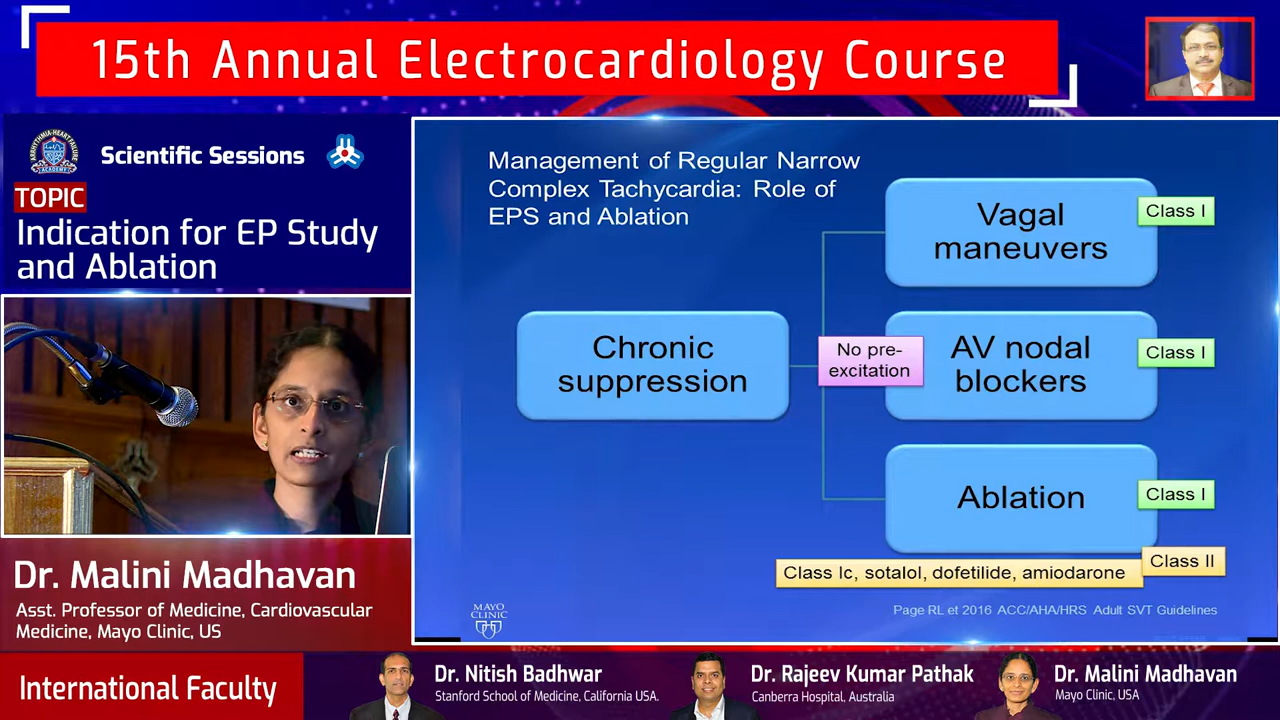 15th Annual Electrocardiology Course
ARRHYTHMIA-HEART FAILURE
ACADEMY
Scientific Sessions
TOPIC
Indication for EP Study
and Ablation
Dr. Malini Madhavan
Asst. Professor of Medicine, Cardiovascular
Medicine, Mayo Clinic, US
Management of Regular Narrow
Complex Tachycardia: Role of
EPS and Ablation
Vagal
maneuvers
Class I
Chronic
suppression
No pre-
excitation
AV nodal
blockers
Class I
Ablation
Class I
Class Ic, sotalol, dofetilide, amiodarone
Class II
MAYO
CLINIC
Page RL et 2016 ACC/AHA/HRS Adult SVT Guidelines
International Faculty
Dr. Nitish Badhwar
Stanford School of Medicine, California USA.
Dr. Rajeev Kumar Pathak
Canberra Hospital, Australia
Dr. Malini Madhavan
Mayo Clinic, USA